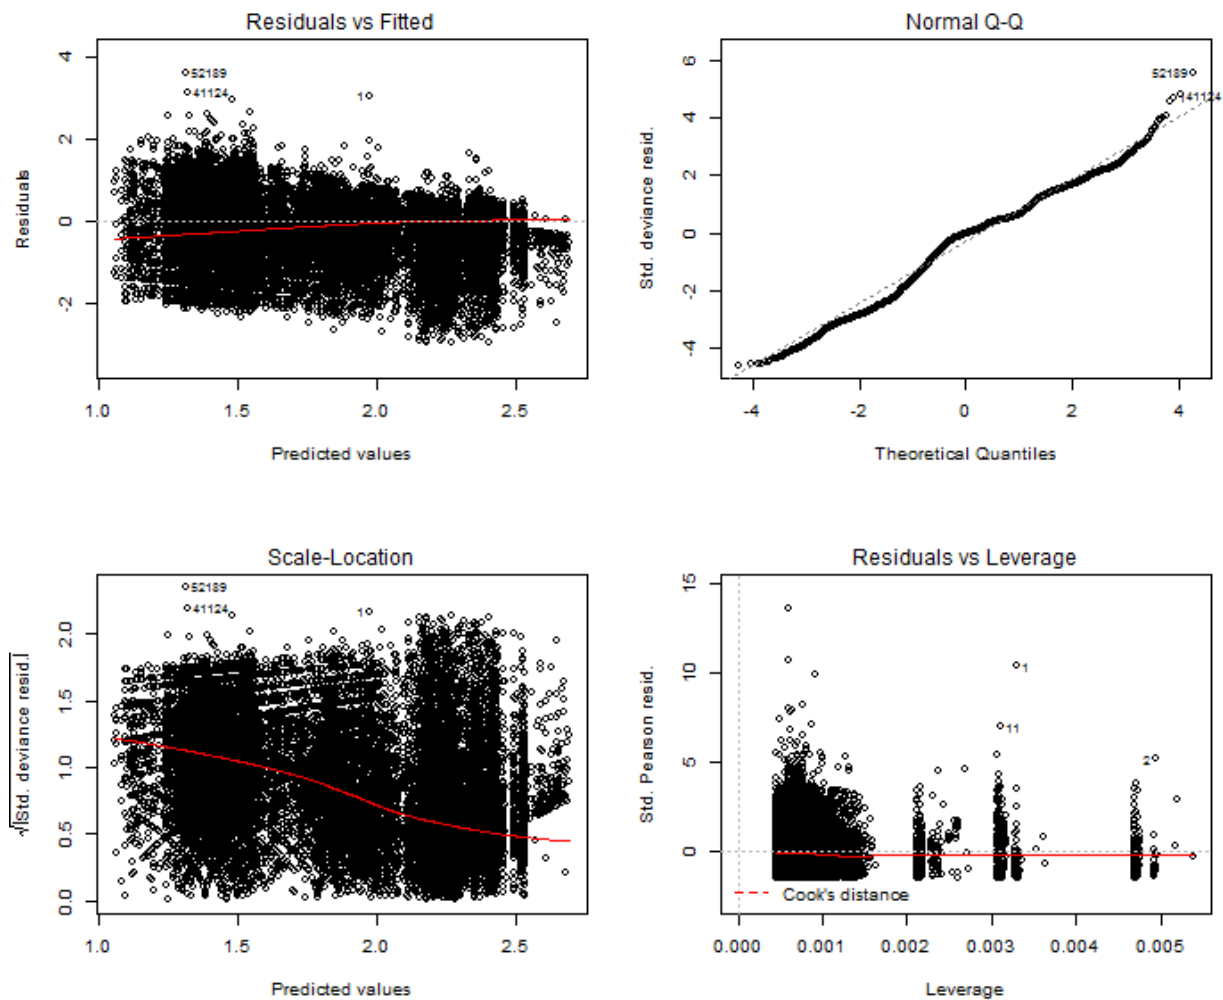 Residuals vs Fitted
Residuals
4
2
0
-2
52189
41124
1
1.0 1.5 2.0 2.5
Predicted values
Normal Q-Q
Std. deviance resid.
6
4
2
0
-2
-4
52189
41124
-4 -2 0 2 4
Theoretical Quantiles
Scale-Location
√|Std. deviance resid.|
2.0
1.5
1.0
0.5
0.0
52189
41124
1
1.0 1.5 2.0 2.5
Predicted values
Residuals vs Leverage
Std. Pearson resid.
15
10
5
0
1
11
2
Cook's distance
0.000 0.001 0.002 0.003 0.004 0.005
Leverage